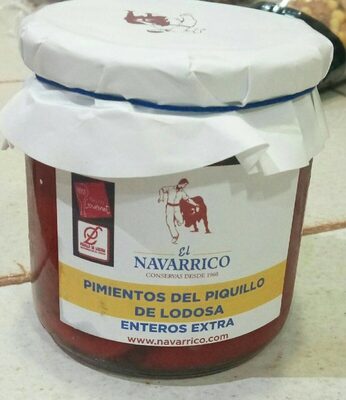 El
NAVARRICO
CONSERVAS DESDE 1960
PIMIENTOS DEL PIQUILLO
DE LODOSA
ENTEROS EXTRA
www.navarrico.com